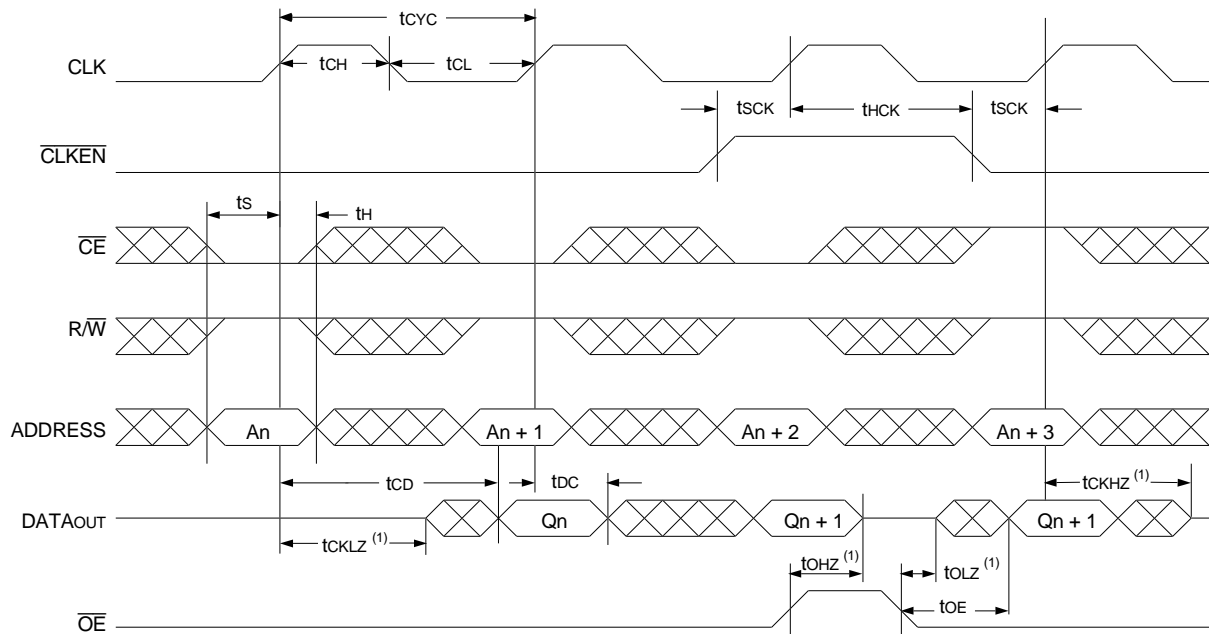 tCYC
CLK
tCH
tCL
tSCK
tHCK
tSCK
CLKEN
tS
tH
CE
R/W
ADDRESS
An
An + 1
An + 2
An + 3
tCD
tDC
tCKHZ (1)
DATAOUT
Qn
Qn + 1
Qn + 1
tCKLZ (1)
tOHZ (1)
tOLZ (1)
tOE
OE